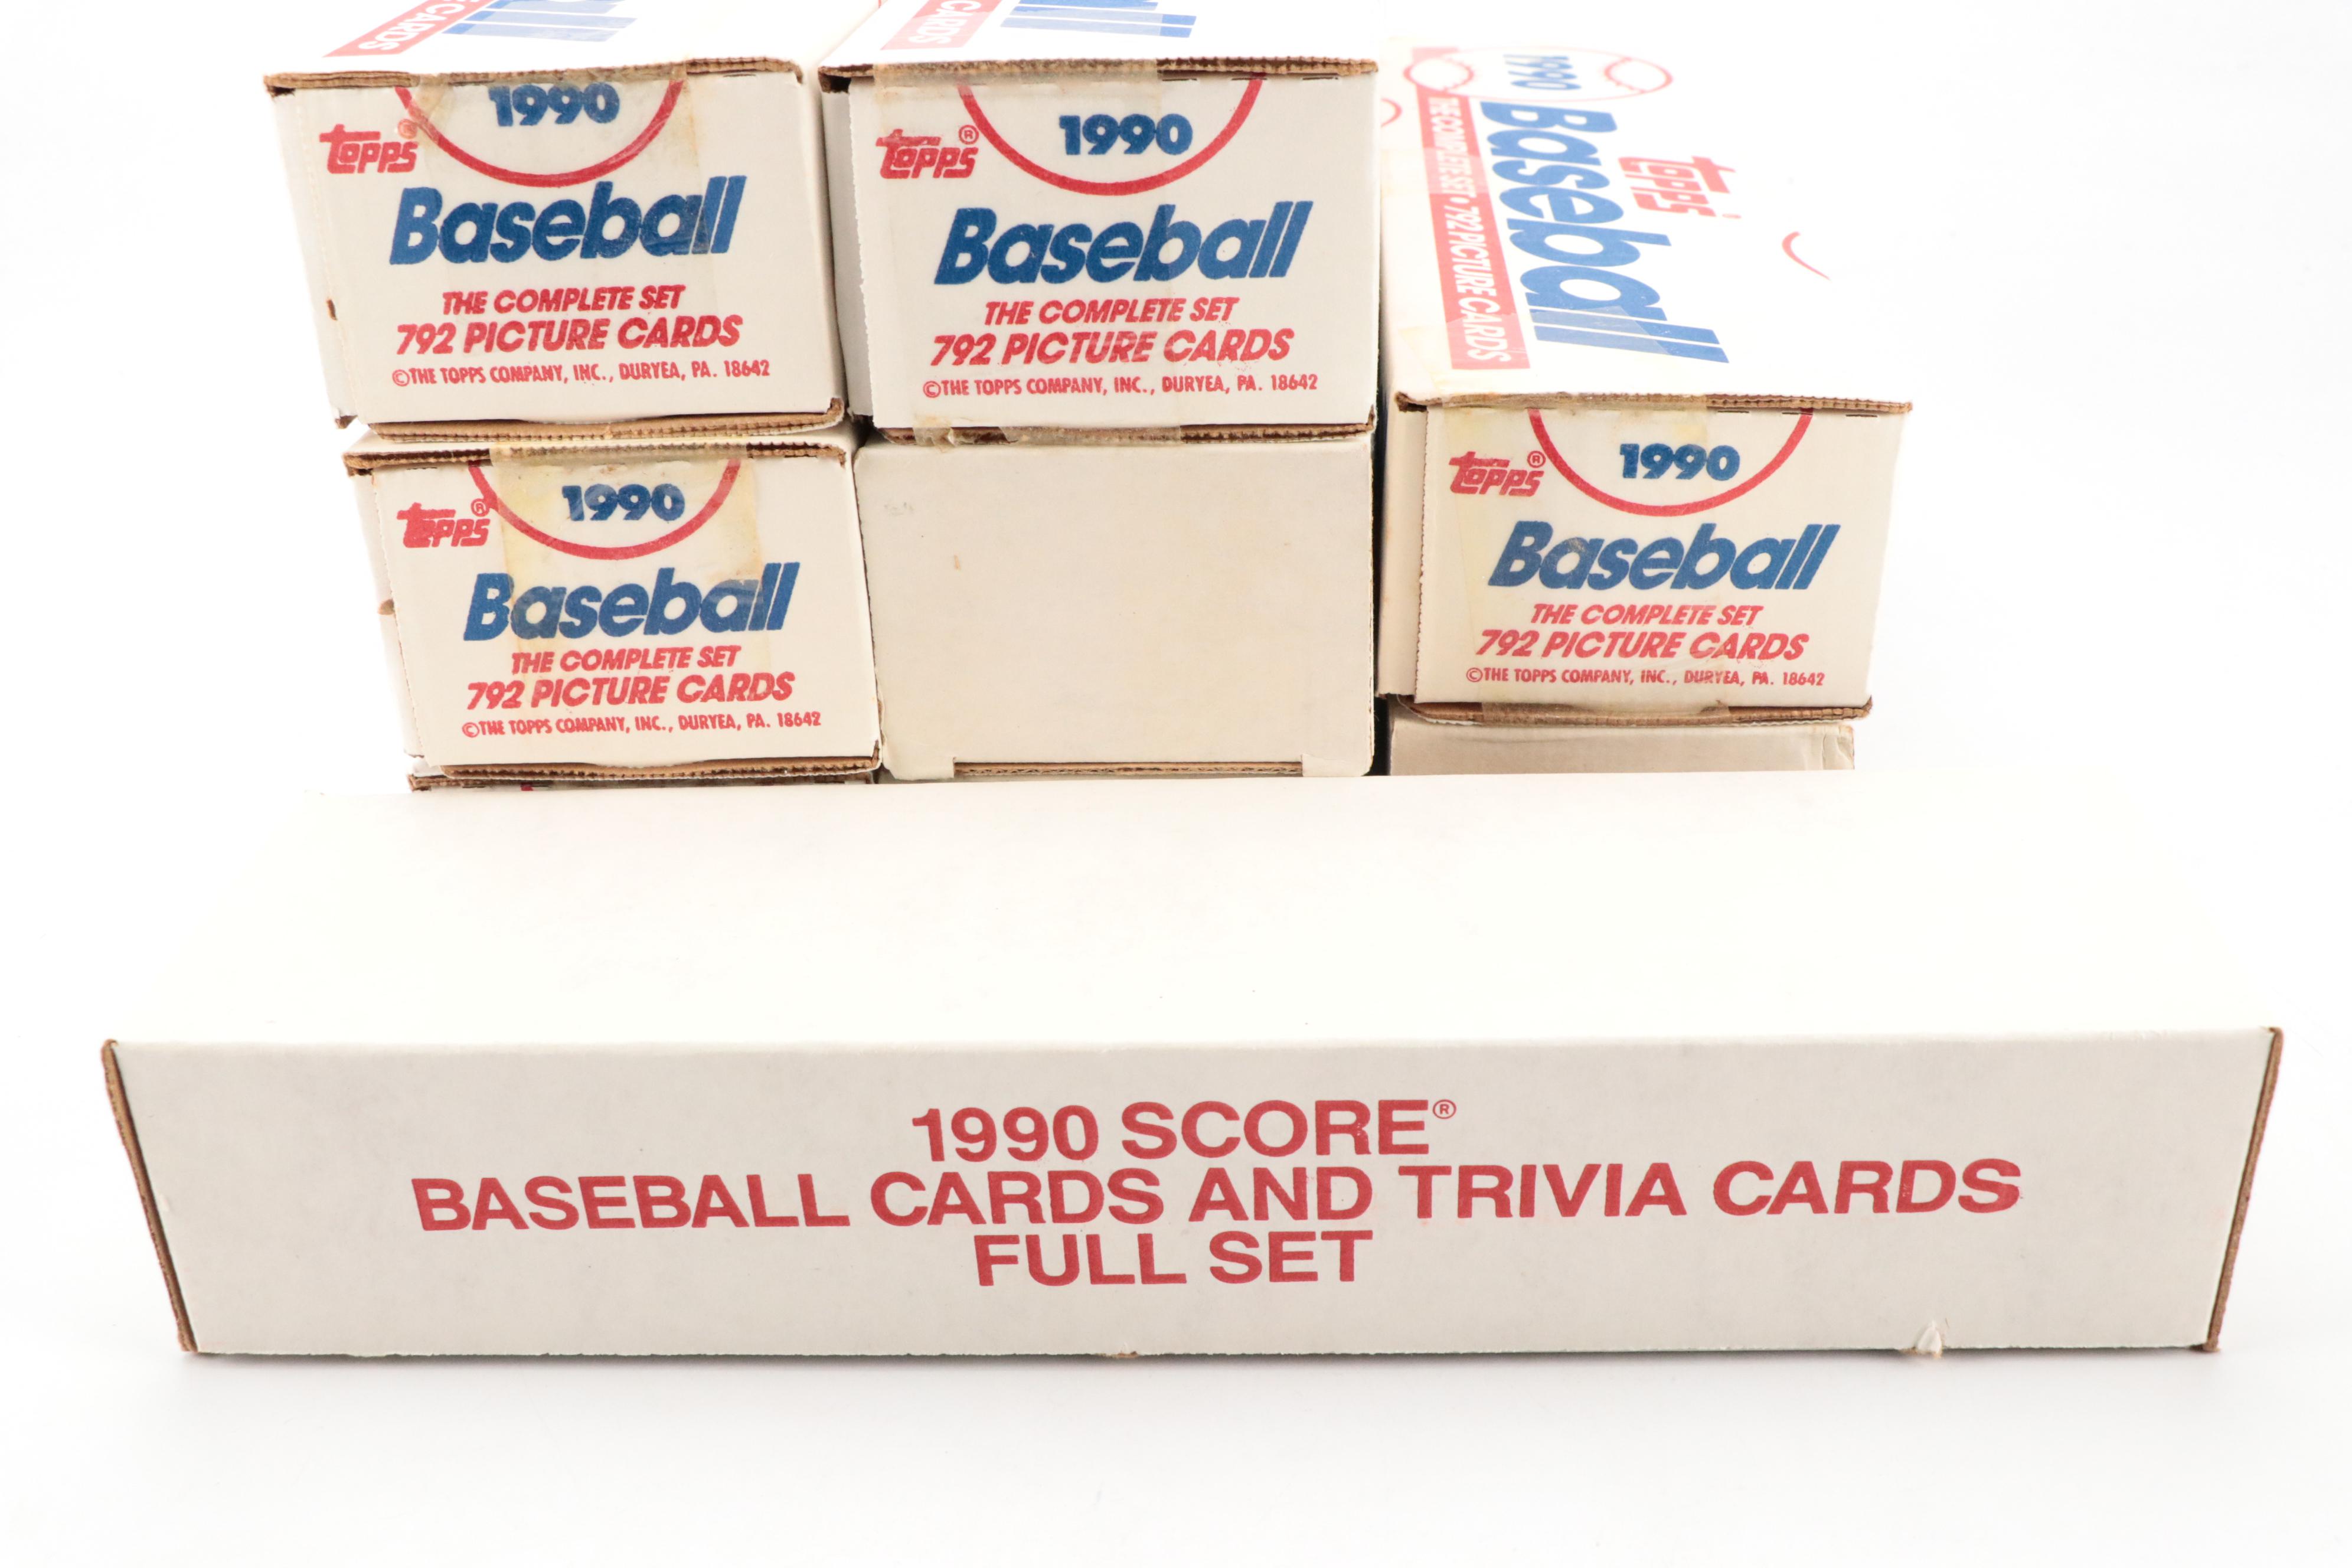 CARDS
CARDS
1990
topps®
Baseball
THE COMPLETE SET
792 PICTURE CARDS
©THE TOPPS COMPANY, INC., DURYEA, PA. 18642
1990
topps®
Baseball
THE COMPLETE SET
792 PICTURE CARDS
©THE TOPPS COMPANY, INC., DURYEA, PA. 18642
1990
topps
Baseball
THE COMPLETE SET • 792 PICTURE CARDS
1990
topps®
Baseball
THE COMPLETE SET
792 PICTURE CARDS
©THE TOPPS COMPANY, INC., DURYEA, PA. 18642
1990
topps®
Baseball
THE COMPLETE SET
792 PICTURE CARDS
©THE TOPPS COMPANY, INC., DURYEA, PA. 18642
1990 SCORE®
BASEBALL CARDS AND TRIVIA CARDS
FULL SET